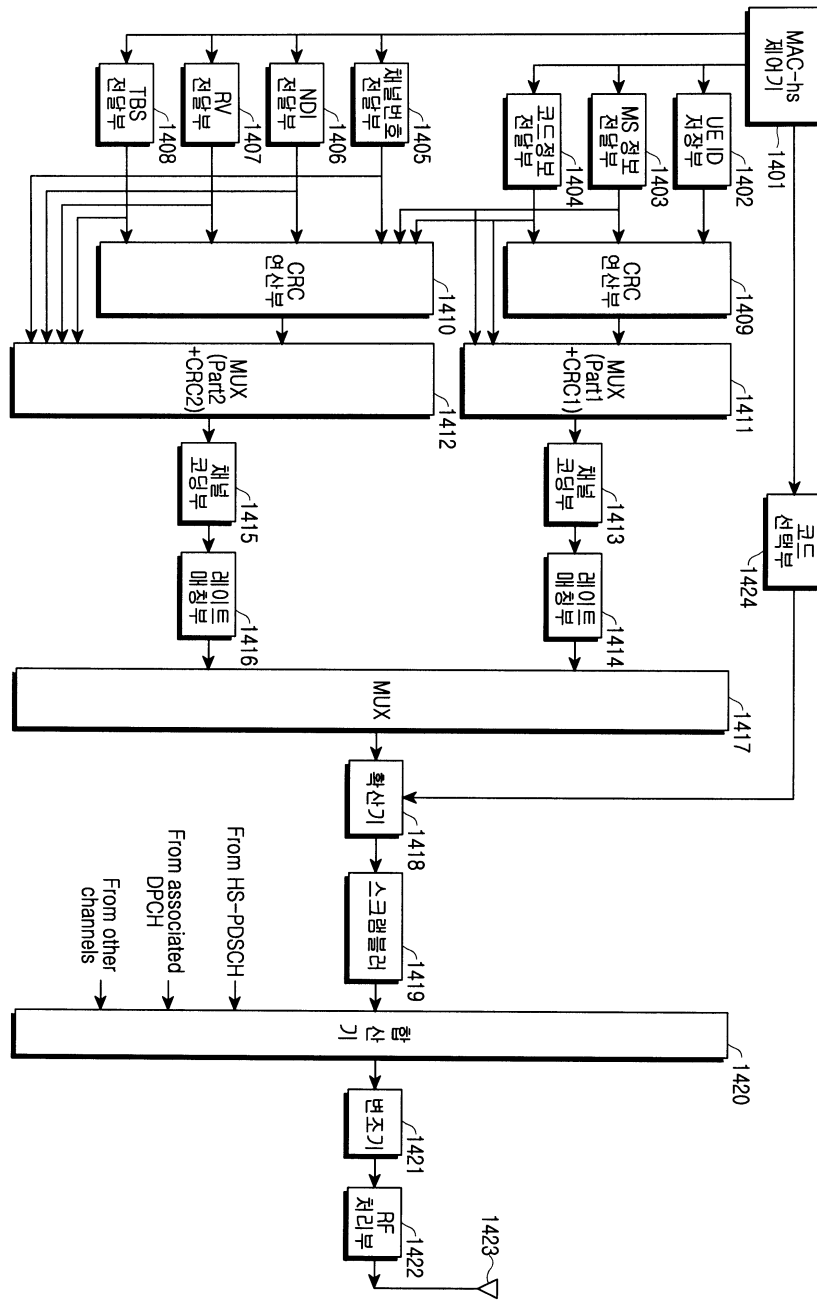 MAC-hs
제어기
1401
UE ID
저장부
1402
MS 정보
전달부
1403
코드정보
전달부
1404
채널번호
전달부
1405
NDI
전달부
1406
RV
전달부
1407
TBS
전달부
1408
CRC
연산부
1409
CRC
연산부
1410
MUX
(Part1
+CRC1)
1411
MUX
(Part2
+CRC2)
1412
채널
코딩부
1413
레이트
매칭부
1414
채널
코딩부
1415
레이트
매칭부
1416
코드
선택부
1424
MUX
1417
확산기
1418
스크램블러
1419
From HS-PDSCH
From associated
DPCH
From other
channels
합
산
기
1420
변조기
1421
RF
처리부
1422
1423